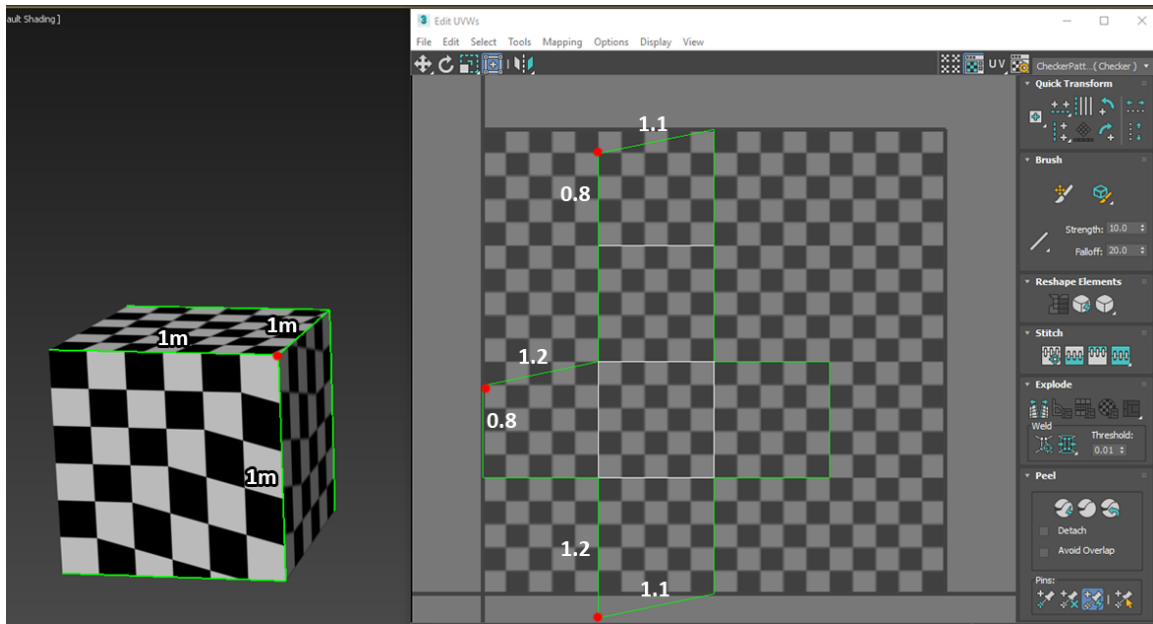 ault Shading ]
3 Edit UVWs
File Edit Select Tools Mapping Options Display View
UV CheckerPatt...( Checker )
Quick Transform
Brush
Strength: 10.0
Falloff: 20.0
Reshape Elements
Stitch
Explode
Weld
Threshold:
0.01
Peel
Detach
Avoid Overlap
Pins:
1.1
0.8
1.2
0.8
1.2
1.1
1m
1m
1m